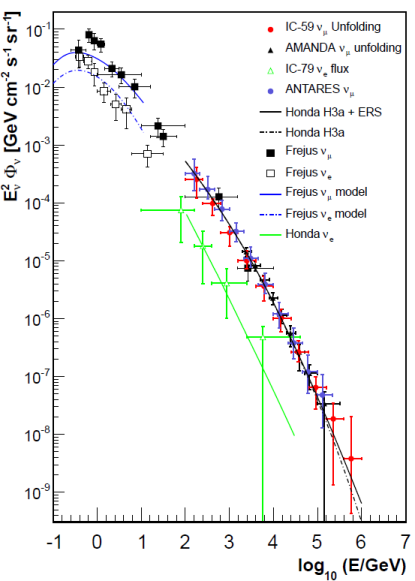 E²ᵥ Φᵥ [GeV cm⁻² s⁻¹ sr⁻¹]
10⁻¹
10⁻²
10⁻³
10⁻⁴
10⁻⁵
10⁻⁶
10⁻⁷
10⁻⁸
10⁻⁹
IC-59 νμ Unfolding
AMANDA νμ unfolding
IC-79 νe flux
ANTARES νμ
Honda H3a + ERS
Honda H3a
Frejus νμ
Frejus νe
Frejus νμ model
Frejus νe model
Honda νe
-1 0 1 2 3 4 5 6 7
log₁₀ (E/GeV)